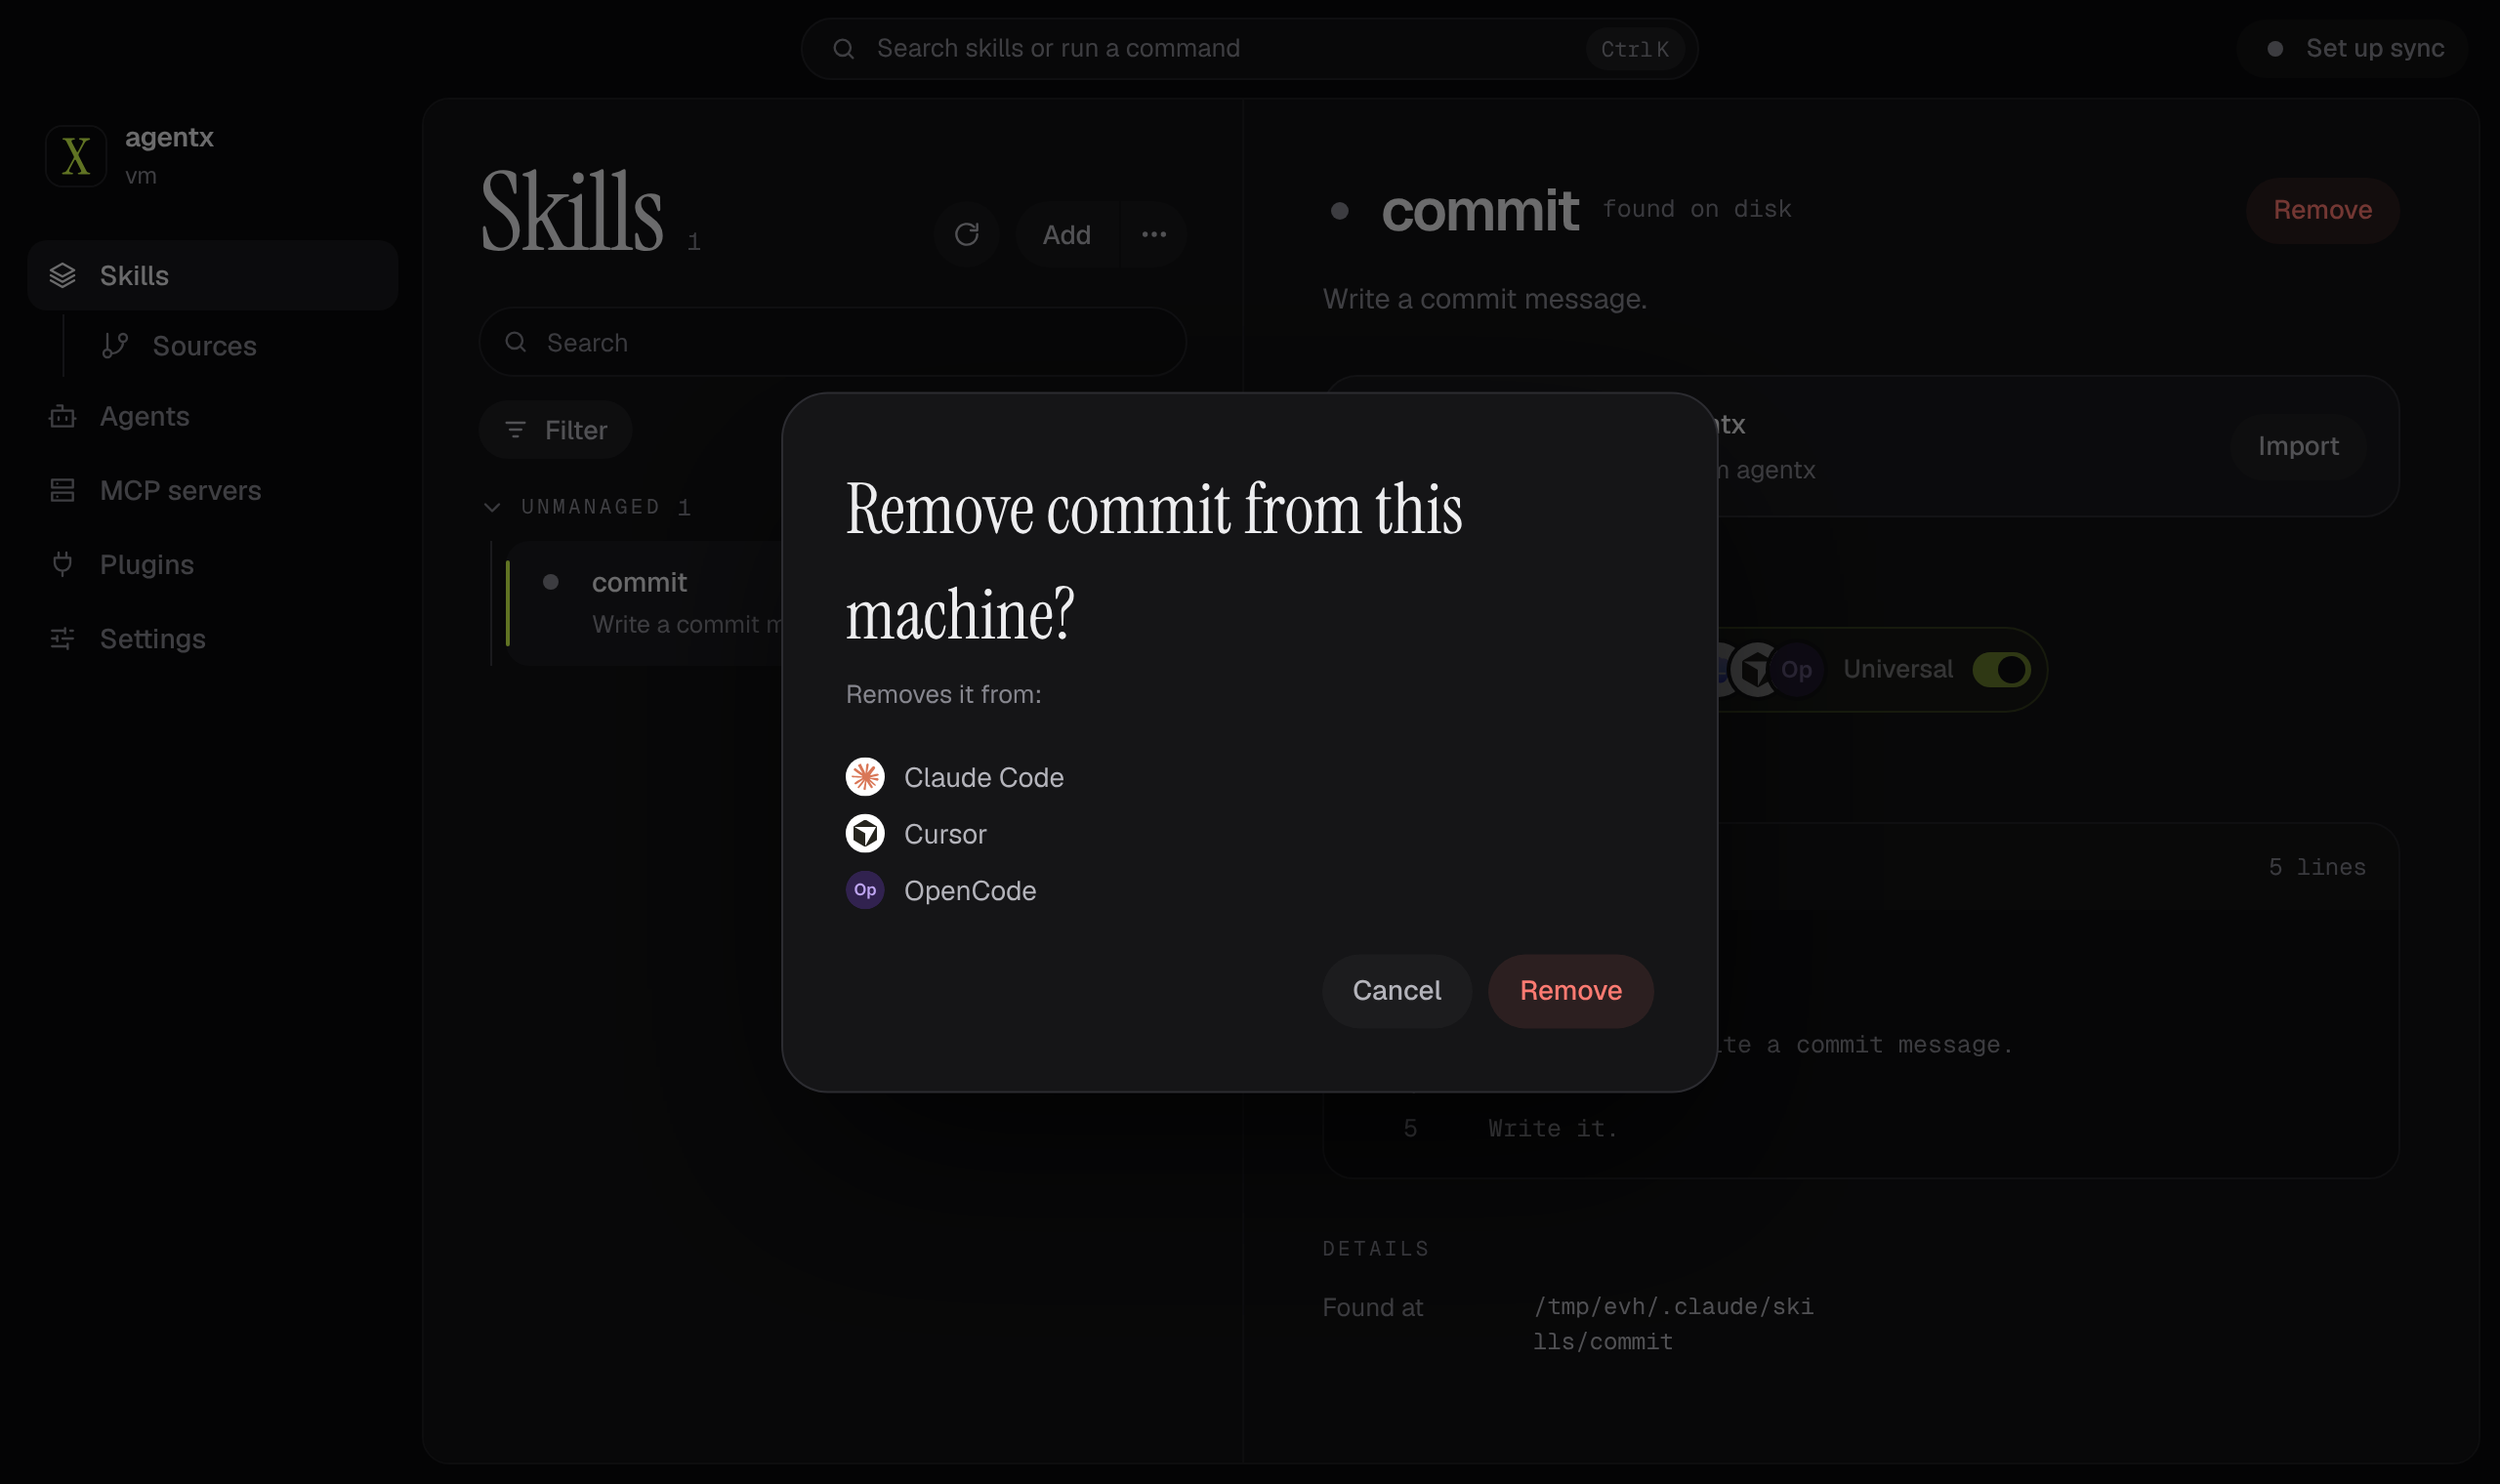 Search skills or run a command
Ctrl K
Set up sync
X
agentx
vm
Skills
Sources
Agents
MCP servers
Plugins
Settings
Skills 1
Add
Search
Filter
UNMANAGED 1
commit
Write a commit m
commit found on disk
Remove
Write a commit message.
ntx
m agentx
Import
Op
Universal
5 lines
ite a commit message.
5 Write it.
DETAILS
Found at
/tmp/evh/.claude/ski
lls/commit
Remove commit from this
machine?
Removes it from:
Claude Code
Cursor
Op OpenCode
Cancel
Remove